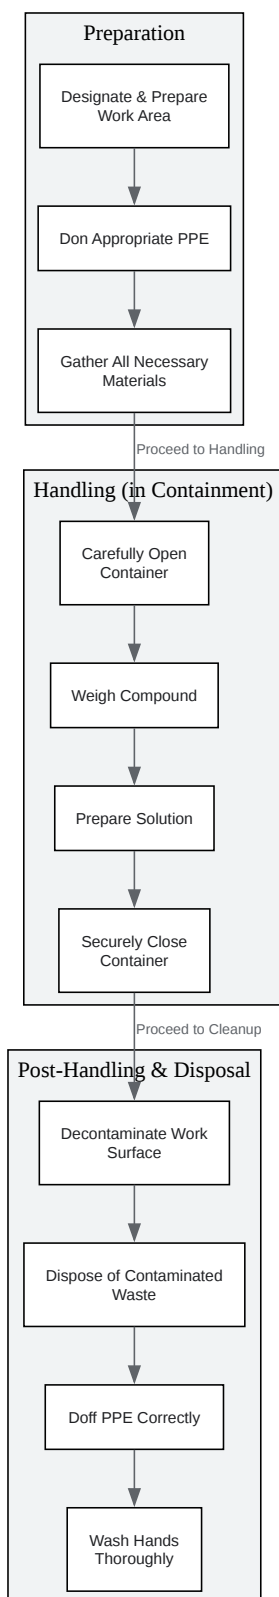 Preparation
Designate & Prepare
Work Area
Don Appropriate PPE
Gather All Necessary
Materials
Proceed to Handling
Handling (in Containment)
Carefully Open
Container
Weigh Compound
Prepare Solution
Securely Close
Container
Proceed to Cleanup
Post-Handling & Disposal
Decontaminate Work
Surface
Dispose of Contaminated
Waste
Doff PPE Correctly
Wash Hands
Thoroughly